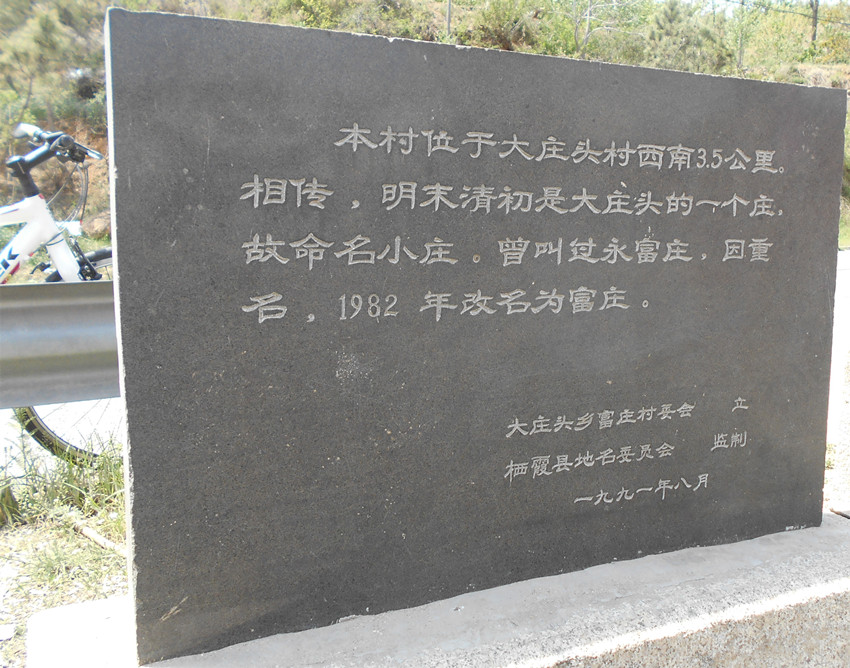 本村位于大庄头村西南3.5公里。
相传，明末清初是大庄头的一个庄，
故命名小庄。曾叫过永富庄，因重
名，1982 年改名为富庄。
大庄头乡富庄村委会 立
栖霞县地名委员会 监制
一九九一年八月